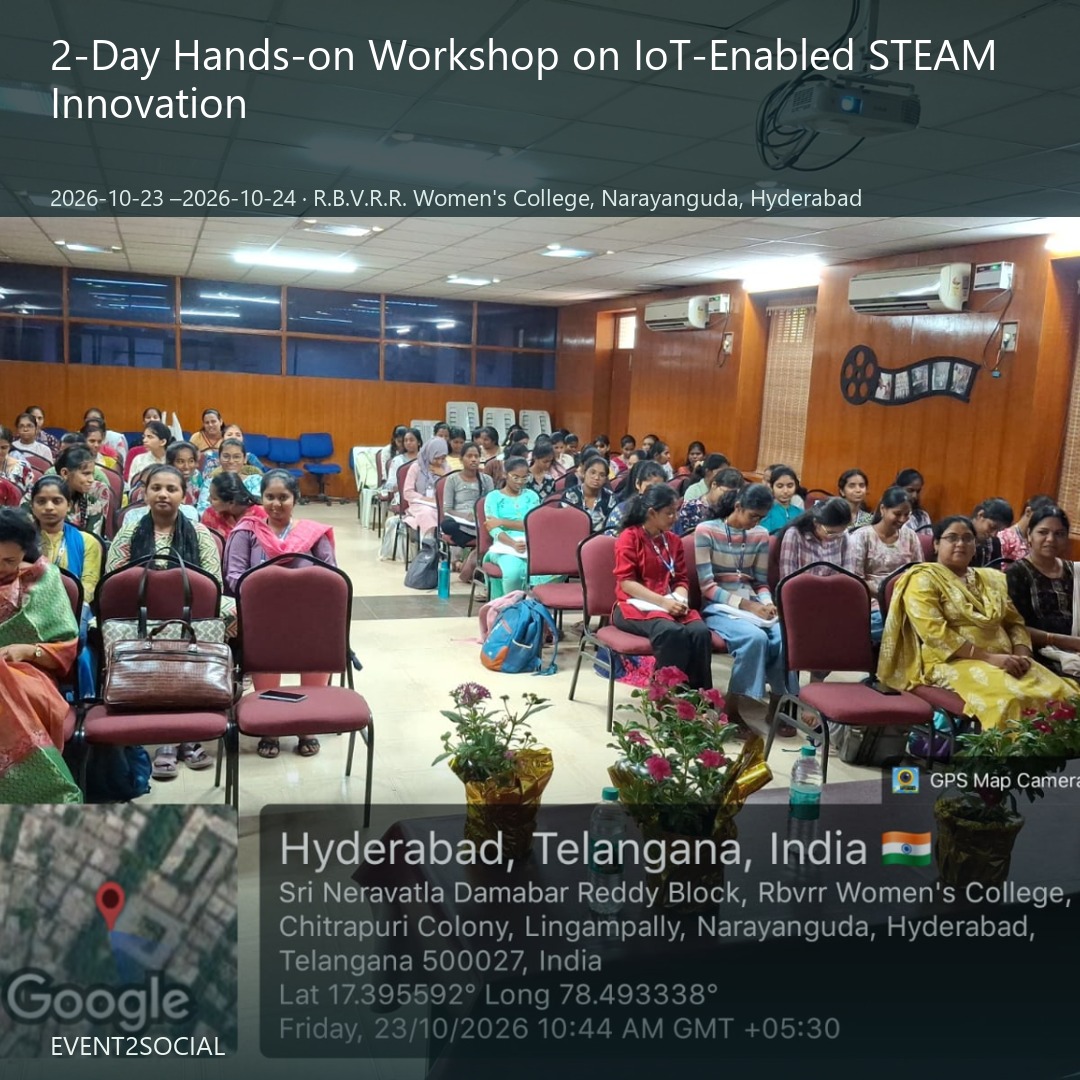 2-Day Hands-on Workshop on IoT-Enabled STEAM
Innovation
2026-10-23 –2026-10-24 · R.B.V.R.R. Women's College, Narayanguda, Hyderabad
GPS Map Camera
Hyderabad, Telangana, India
Sri Neravatla Damabar Reddy Block, Rbvrr Women's College,
Chitrapuri Colony, Lingampally, Narayanguda, Hyderabad,
Telangana 500027, India
Lat 17.395592° Long 78.493338°
Friday, 23/10/2026 10:44 AM GMT +05:30
Google
EVENT2SOCIAL